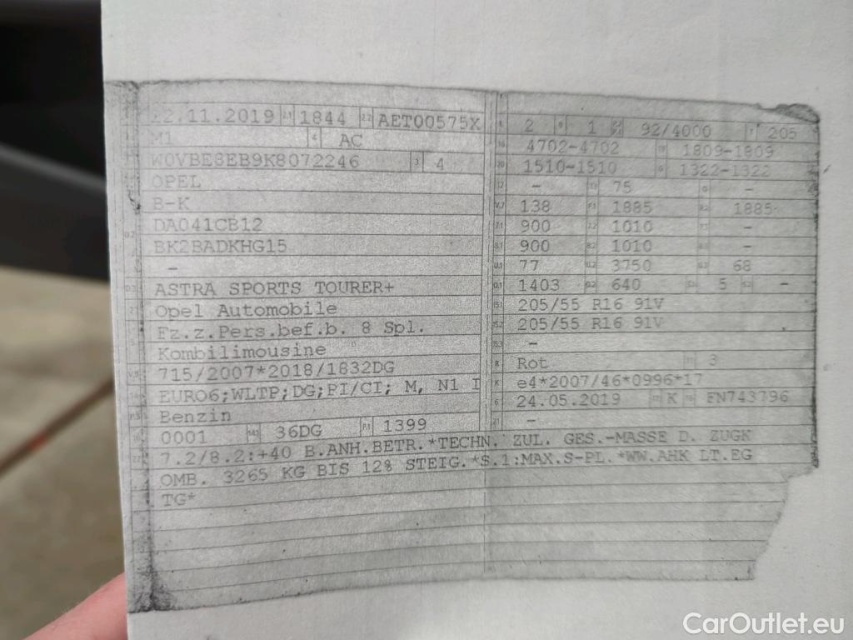 22.11.2019 1844 AET00575X 2 1 92/4000 205
M1 AC 4702-4702 1809-1809
W0VBE8EB9K8072246 4 1510-1510 1322-1322
OPEL - 75 -
B-K 138 1885 1885
DA041CB12 900 1010 -
BK2BADKHG15 900 1010 -
- 77 3750 68
ASTRA SPORTS TOURER+ 1403 640 5 -
Opel Automobile 205/55 R16 91V
Fz.z.Pers.bef.b. 8 Spl. 205/55 R16 91V
Kombilimousine -
715/2007*2018/1832DG Rot 3
EURO6;WLTP;DG;PI/CI; M, N1 I e4*2007/46*0996*17
Benzin 24.05.2019 K FN743796
0001 36DG 1399 -
7.2/8.2:+40 B.ANH.BETR.*TECHN. ZUL. GES.-MASSE D. ZUGK
OMB. 3265 KG BIS 12% STEIG.*S.1:MAX.S-PL.*WW.AHK LT.EG
TG*
CarOutlet.eu